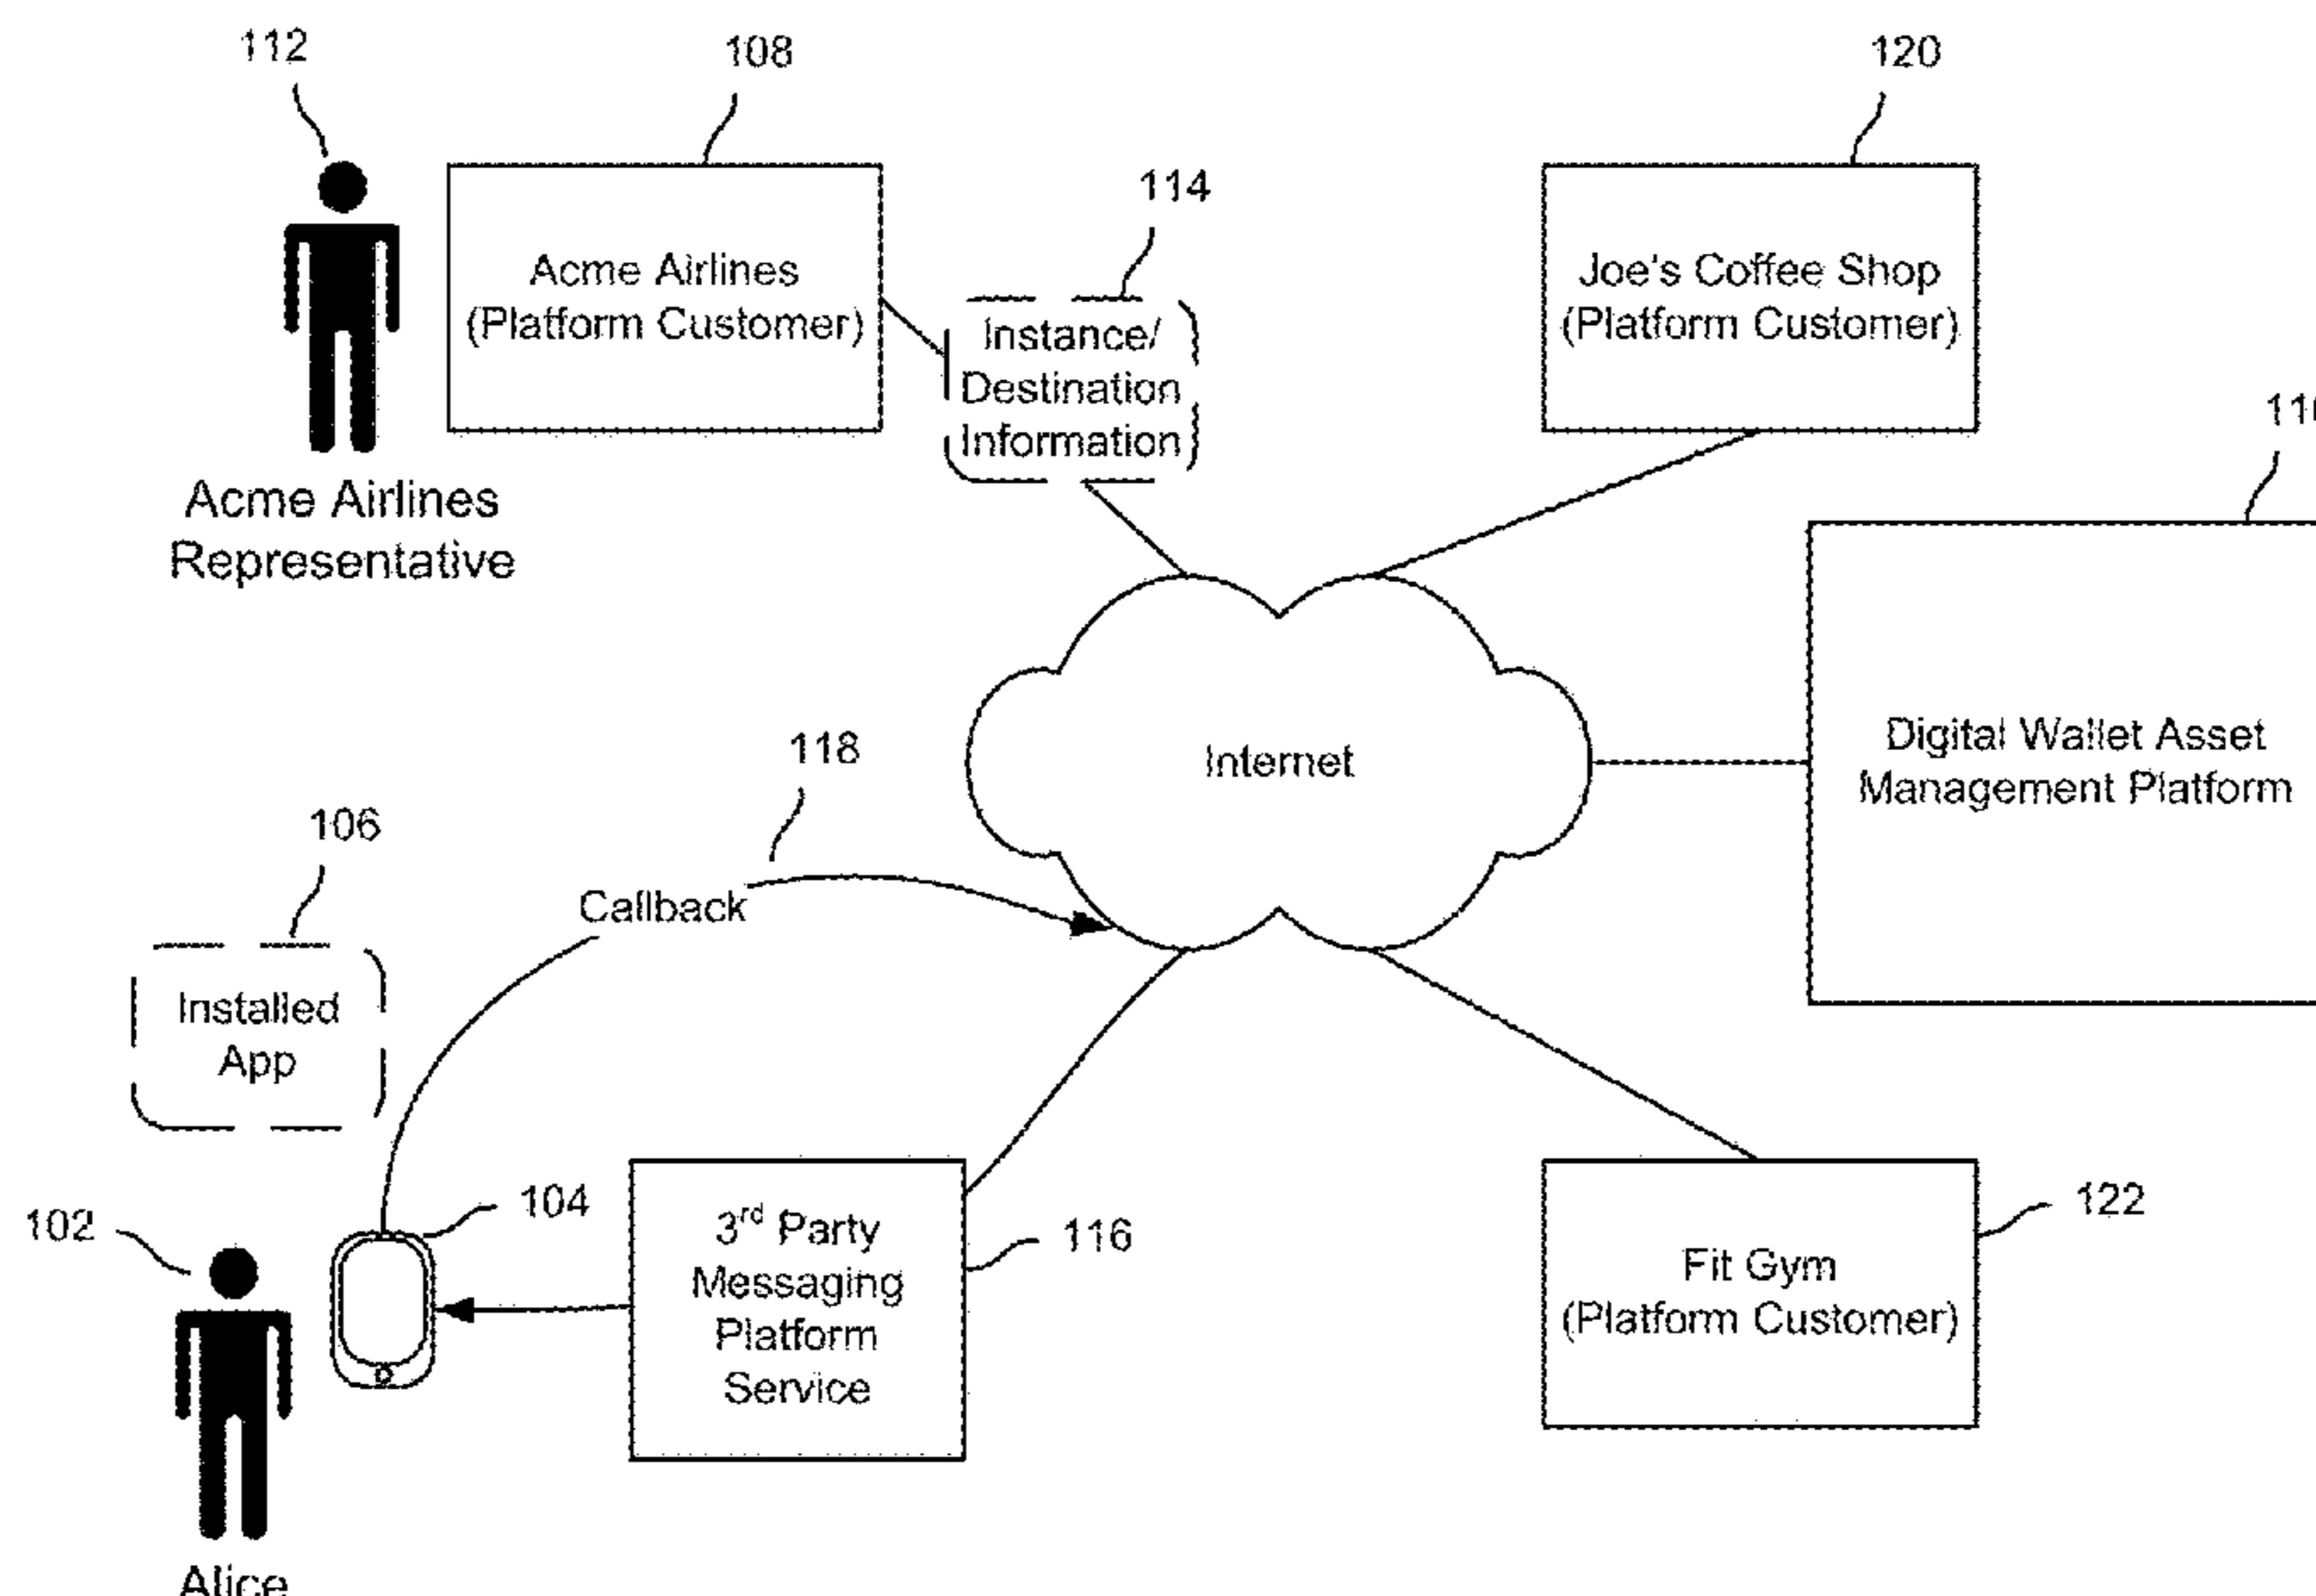 112
108
120
114
Acme Airlines
(Platform Customer)
Instance/
Destination
Information
Joe's Coffee Shop
(Platform Customer)
Acme Airlines
Representative
Internet
Digital Wallet Asset
Management Platform
118
106
Callback
Installed
App
102
104
3rd Party
Messaging
Platform
Service
116
122
Fit Gym
(Platform Customer)
Alice